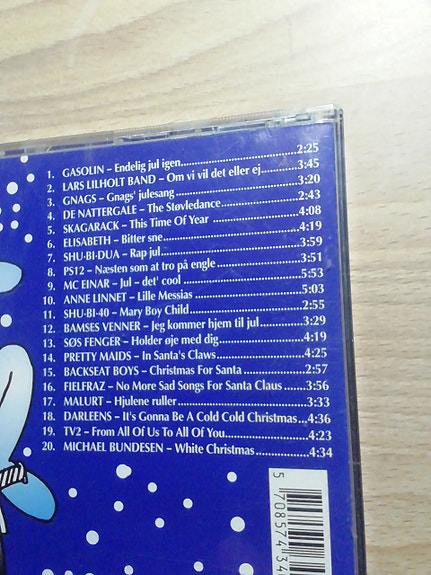 1. GASOLIN – Endelig jul igen...2:25
2. LARS LILHOLT BAND – Om vi vil det eller ej...3:45
3. GNAGS – Gnags' julesang...3:20
4. DE NATTERGALE – The Støvledance...2:43
5. SKAGARACK – This Time Of Year ...4:08
6. ELISABETH – Bitter sne...4:19
7. SHU-BI-DUA – Rap jul...3:59
8. PS12 – Næsten som at tro på engle ...3:51
9. MC EINAR – Jul - det' cool ...5:53
10. ANNE LINNET – Lille Messias ...5:03
11. SHU-BI-40 – Mary Boy Child ...2:55
12. BAMSES VENNER – Jeg kommer hjem til jul...3:29
13. SØS FENGER – Holder øje med dig...4:19
14. PRETTY MAIDS – In Santa's Claws ...4:25
15. BACKSEAT BOYS – Christmas For Santa ...2:57
16. FIELFRAZ – No More Sad Songs For Santa Claus ...3:56
17. MALURT – Hjulene ruller...3:33
18. DARLEENS – It's Gonna Be A Cold Cold Christmas...4:36
19. TV2 – From All Of Us To All Of You...4:23
20. MICHAEL BUNDESEN – White Christmas...4:34
5 708574 34